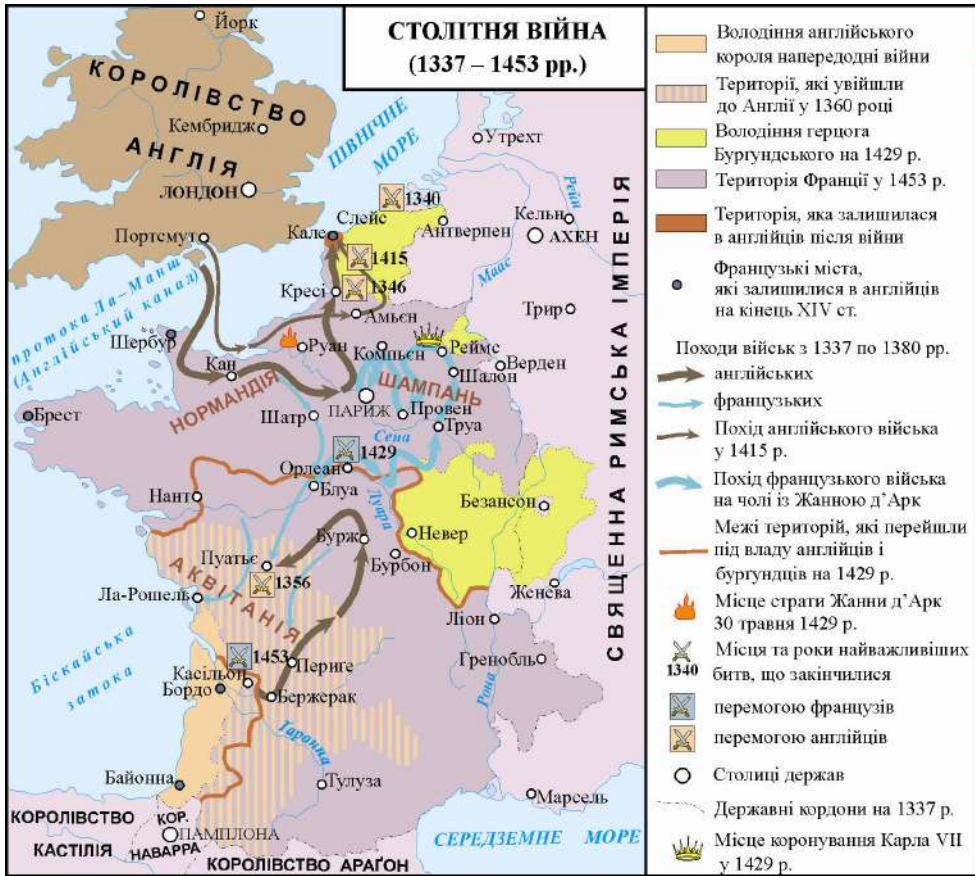 СТОЛІТНЯ ВІЙНА
(1337 – 1453 рр.)
Йорк
КОРОЛІВСТВО
Кембридж
АНГЛІЯ
ЛОНДОН
Портсмут
ПІВНІЧНЕ
МОРЕ
Утрехт
Рейн
1340
Слейс
Кале
Антверпен
Кельн
АХЕН
1415
Маас
протока Ла–Манш
(Англійський канал)
Кресі
1346
Амьєн
Трир
Шербур
Руан
Компьєн
Реймс
Верден
Кан
Шалон
НОРМАНДІЯ
ШАМПАНЬ
ПАРИЖ
Брест
Шатр
Провен
Труа
Сена
1429
Орлеан
Блуа
Луара
Нант
Безансон
Невер
Бурж
Пуатьє
Бурбон
1356
АКВІТАНІЯ
Женева
Ла-Рошель
Ліон
СВЯЩЕННА РИМСЬКА ІМПЕРІЯ
Біскайська
затока
1453
Периге
Гренобль
Касільон
Бордо
Бержерак
Рона
Гаронна
Байонна
Тулуза
Марсель
КОРОЛІВСТВО
КАСТІЛІЯ
КОР.
НАВАРРА
ПАМПЛОНА
КОРОЛІВСТВО АРАГОН
СЕРЕДЗЕМНЕ МОРЕ
Володіння англійського
короля напередодні війни
Території, які увійшли
до Англії у 1360 році
Володіння герцога
Бургундського на 1429 р.
Територія Франції у 1453 р.
Територія, яка залишилася
в англійців після війни
Французькі міста,
які залишилися в англійців
на кінець XIV ст.
Походи військ з 1337 по 1380 рр.
англійських
французьких
Похід англійського війська
у 1415 р.
Похід французького війська
на чолі із Жанною д’Арк
Межі територій, які перейшли
під владу англійців і
бургундців на 1429 р.
Місце страти Жанни д’Арк
30 травня 1429 р.
Місця та роки найважливіших
1340 битв, що закінчилися
перемогою французів
перемогою англійців
Столиці держав
Державні кордони на 1337 р.
Місце коронування Карла VII
у 1429 р.